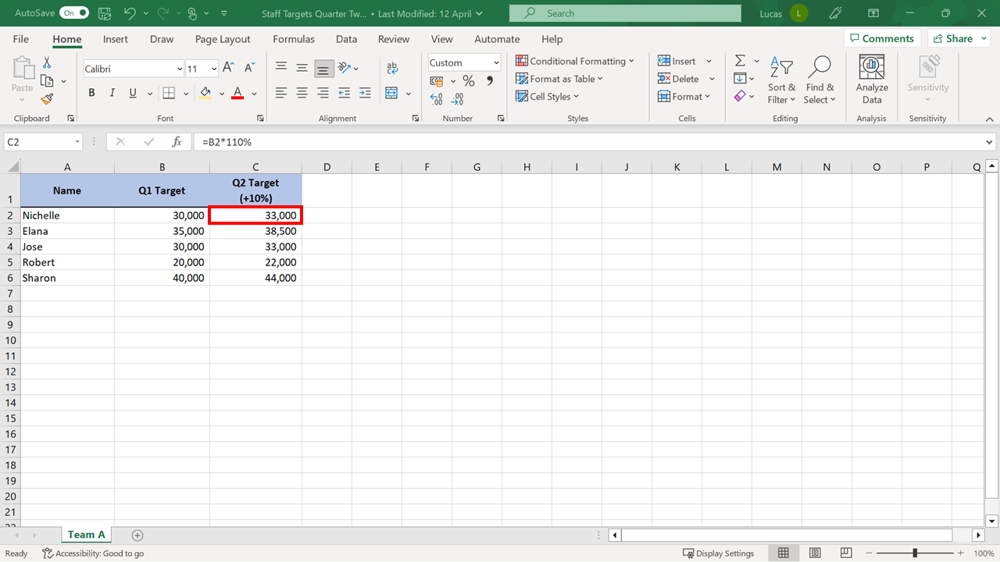 AutoSave On Staff Targets Quarter Tw... • Last Modified: 12 April Search Lucas L
File Home Insert Draw Page Layout Formulas Data Review View Automate Help Comments Share
Paste
Clipboard
Calibri 11
B I U A
Font
ab
Alignment
Custom
% 9
Number
Conditional Formatting
Format as Table
Cell Styles
Styles
Insert
Delete
Format
Cells
Sort & Filter
Find & Select
Editing
Analyze Data
Analysis
Sensitivity
Sensitivity
C2 fx =B2*110%
A B C D E F G H I J K L M N O P Q
1 Name Q1 Target Q2 Target (+10%)
2 Nichelle 30,000 33,000
3 Elana 35,000 38,500
4 Jose 30,000 33,000
5 Robert 20,000 22,000
6 Sharon 40,000 44,000
7
8
9
10
11
12
13
14
15
16
17
18
19
20
21
Team A
Ready Accessibility: Good to go Display Settings 100%